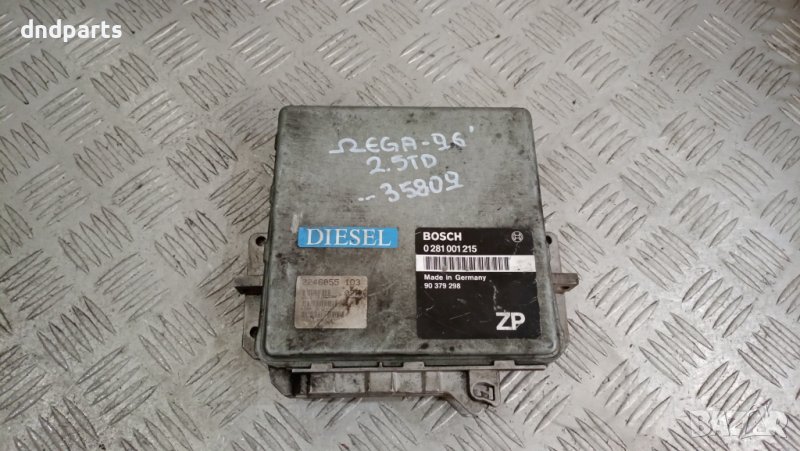 dndparts
ΩEGA-96'
2.5TD
--35809
DIESEL
BOSCH
0 281 001 215
Made in Germany
90 379 298
ZP
BAZAR